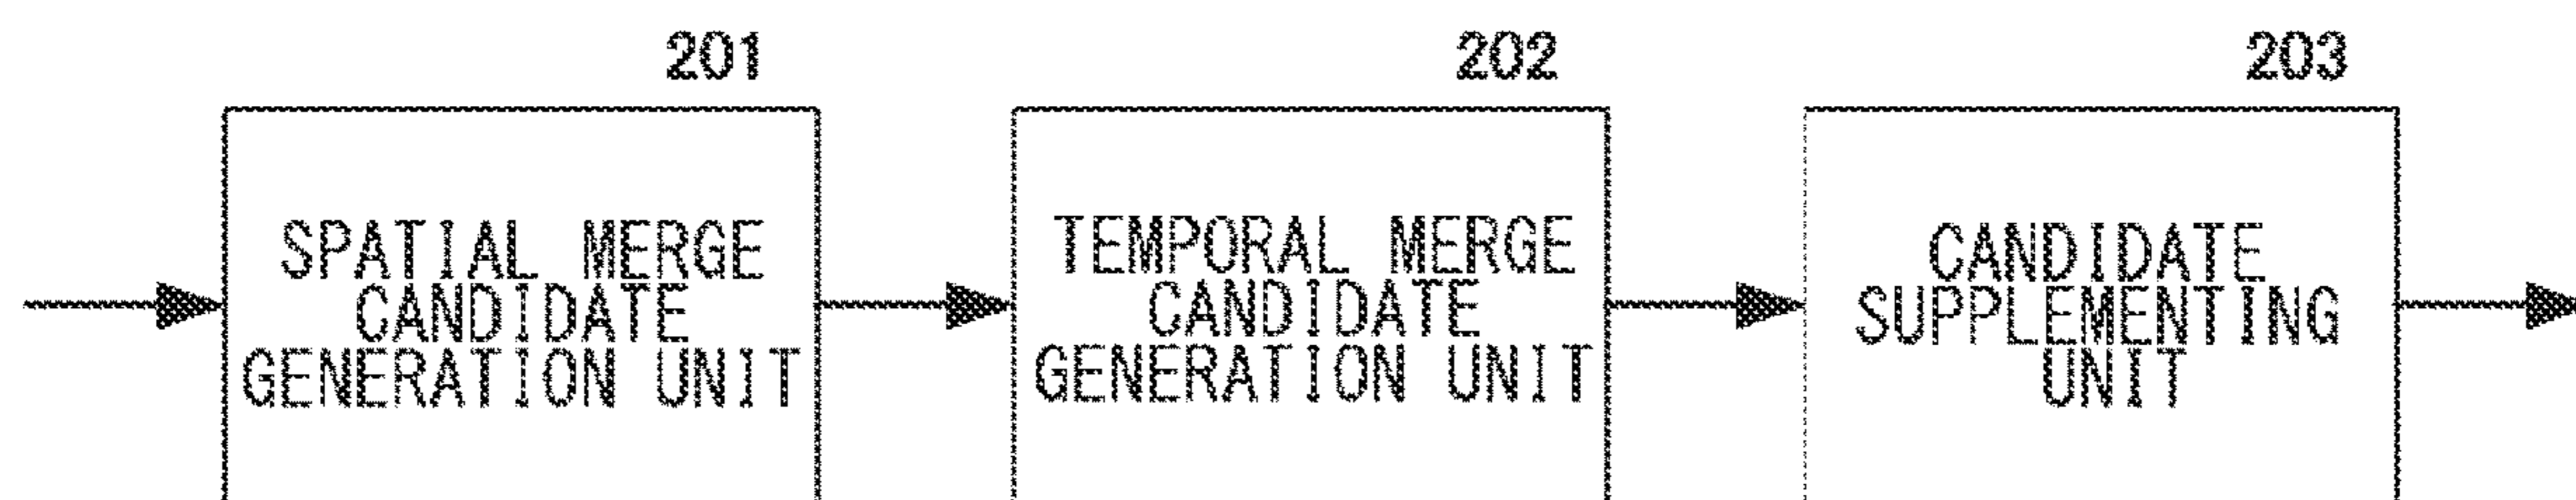 201
SPATIAL MERGE
CANDIDATE
GENERATION UNIT
202
TEMPORAL MERGE
CANDIDATE
GENERATION UNIT
203
CANDIDATE
SUPPLEMENTING
UNIT